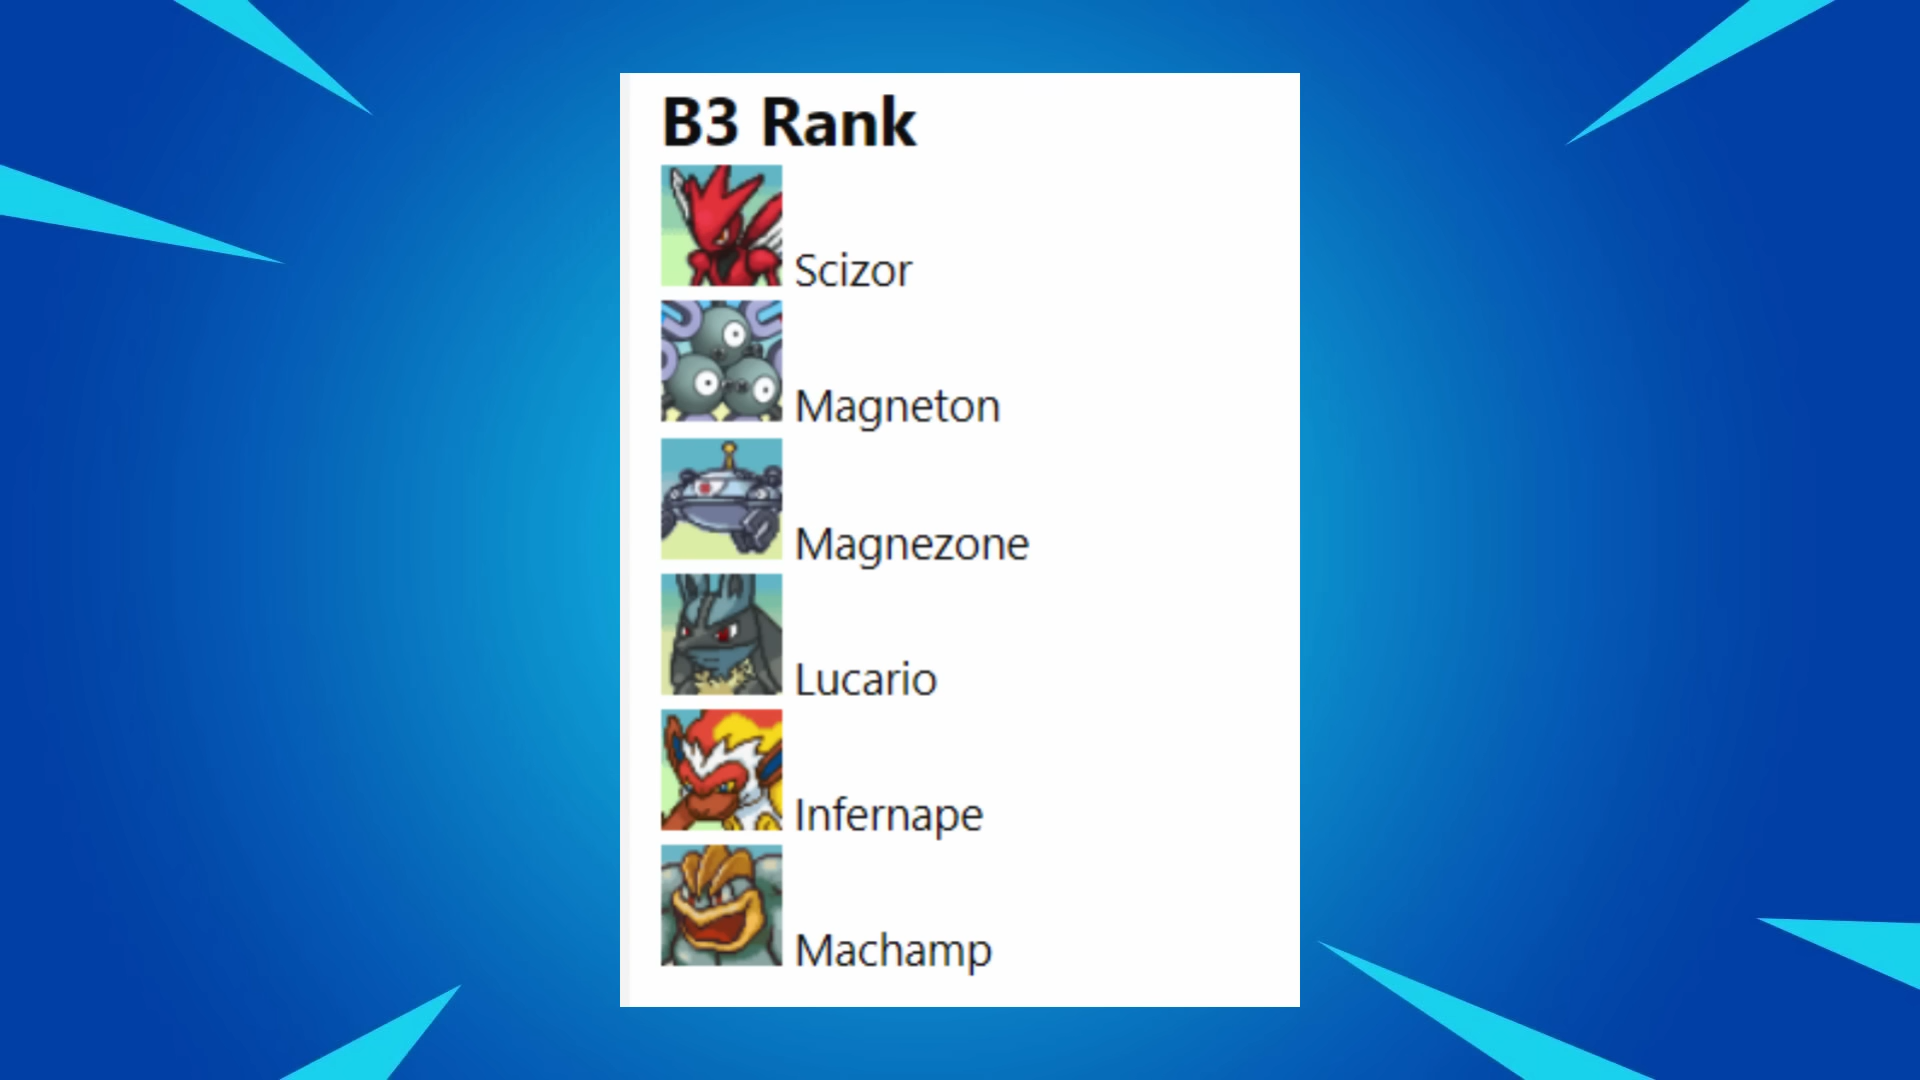 B3 Rank
Scizor
Magneton
Magnezone
Lucario
Infernape
Machamp